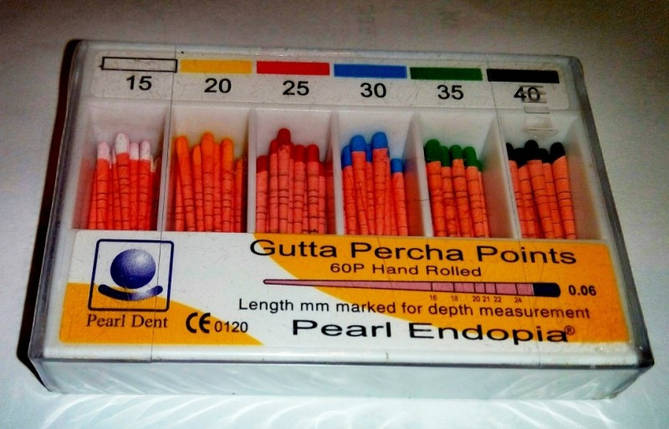 15 20 25 30 35 40
Gutta Percha Points
60P Hand Rolled
0.06
16 18 20 21 22 24
Length mm marked for depth measurement
Pearl Dent
CE 0120
Pearl Endopia®